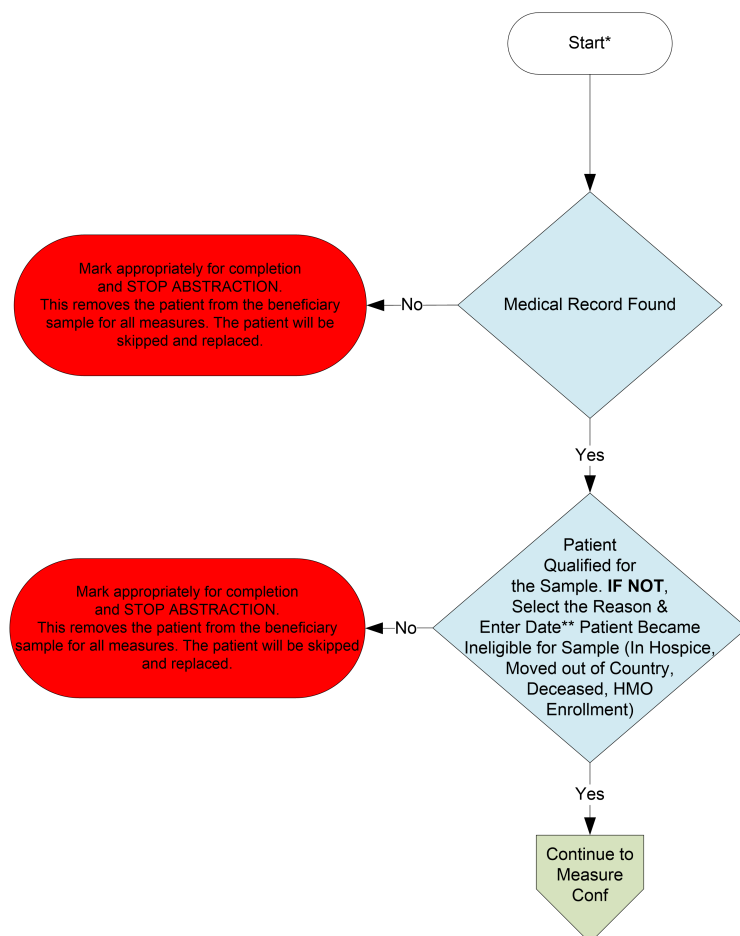 Start*
Medical Record Found
No
Mark appropriately for completion
and STOP ABSTRACTION.
This removes the patient from the beneficiary
sample for all measures. The patient will be
skipped and replaced.
Yes
Patient
Qualified for
the Sample. IF NOT,
Select the Reason &
Enter Date** Patient Became
Ineligible for Sample (In Hospice,
Moved out of Country,
Deceased, HMO
Enrollment)
No
Mark appropriately for completion
and STOP ABSTRACTION.
This removes the patient from the beneficiary
sample for all measures. The patient will be skipped
and replaced.
Yes
Continue to
Measure
Conf